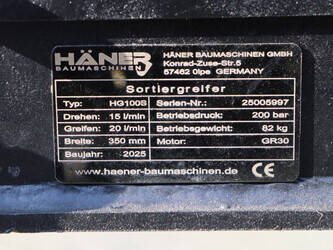 HÄNER
BAUMASCHINEN
HÄNER BAUMASCHINEN GMBH
Konrad-Zuse-Str.5
57462 Olpe GERMANY
Sortiergreifer
Typ: HG100S Serien-Nr.: 25005997
Drehen: 15 l/min Betriebsdruck: 200 bar
Greifen: 20 l/min Betriebsgewicht: 82 kg
Breite: 350 mm Motor: GR30
Baujahr: 2025
www.haener-baumaschinen.de CE